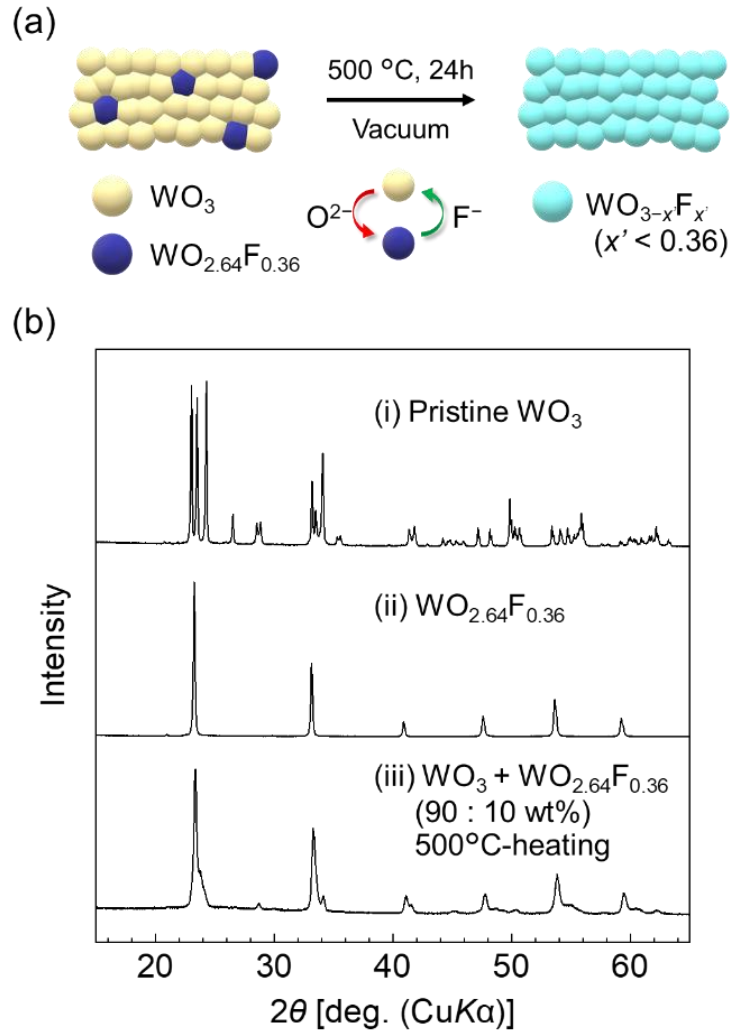 (a)
500 °C, 24h
Vacuum
WO₃
WO₂.₆₄F₀.₃₆
O²⁻
F⁻
WO₃₋ₓ′Fₓ′
(x′ < 0.36)
(b)
(i) Pristine WO₃
(ii) WO₂.₆₄F₀.₃₆
(iii) WO₃ + WO₂.₆₄F₀.₃₆
(90 : 10 wt%)
500°C-heating
Intensity
20 30 40 50 60
2θ [deg. (CuKα)]